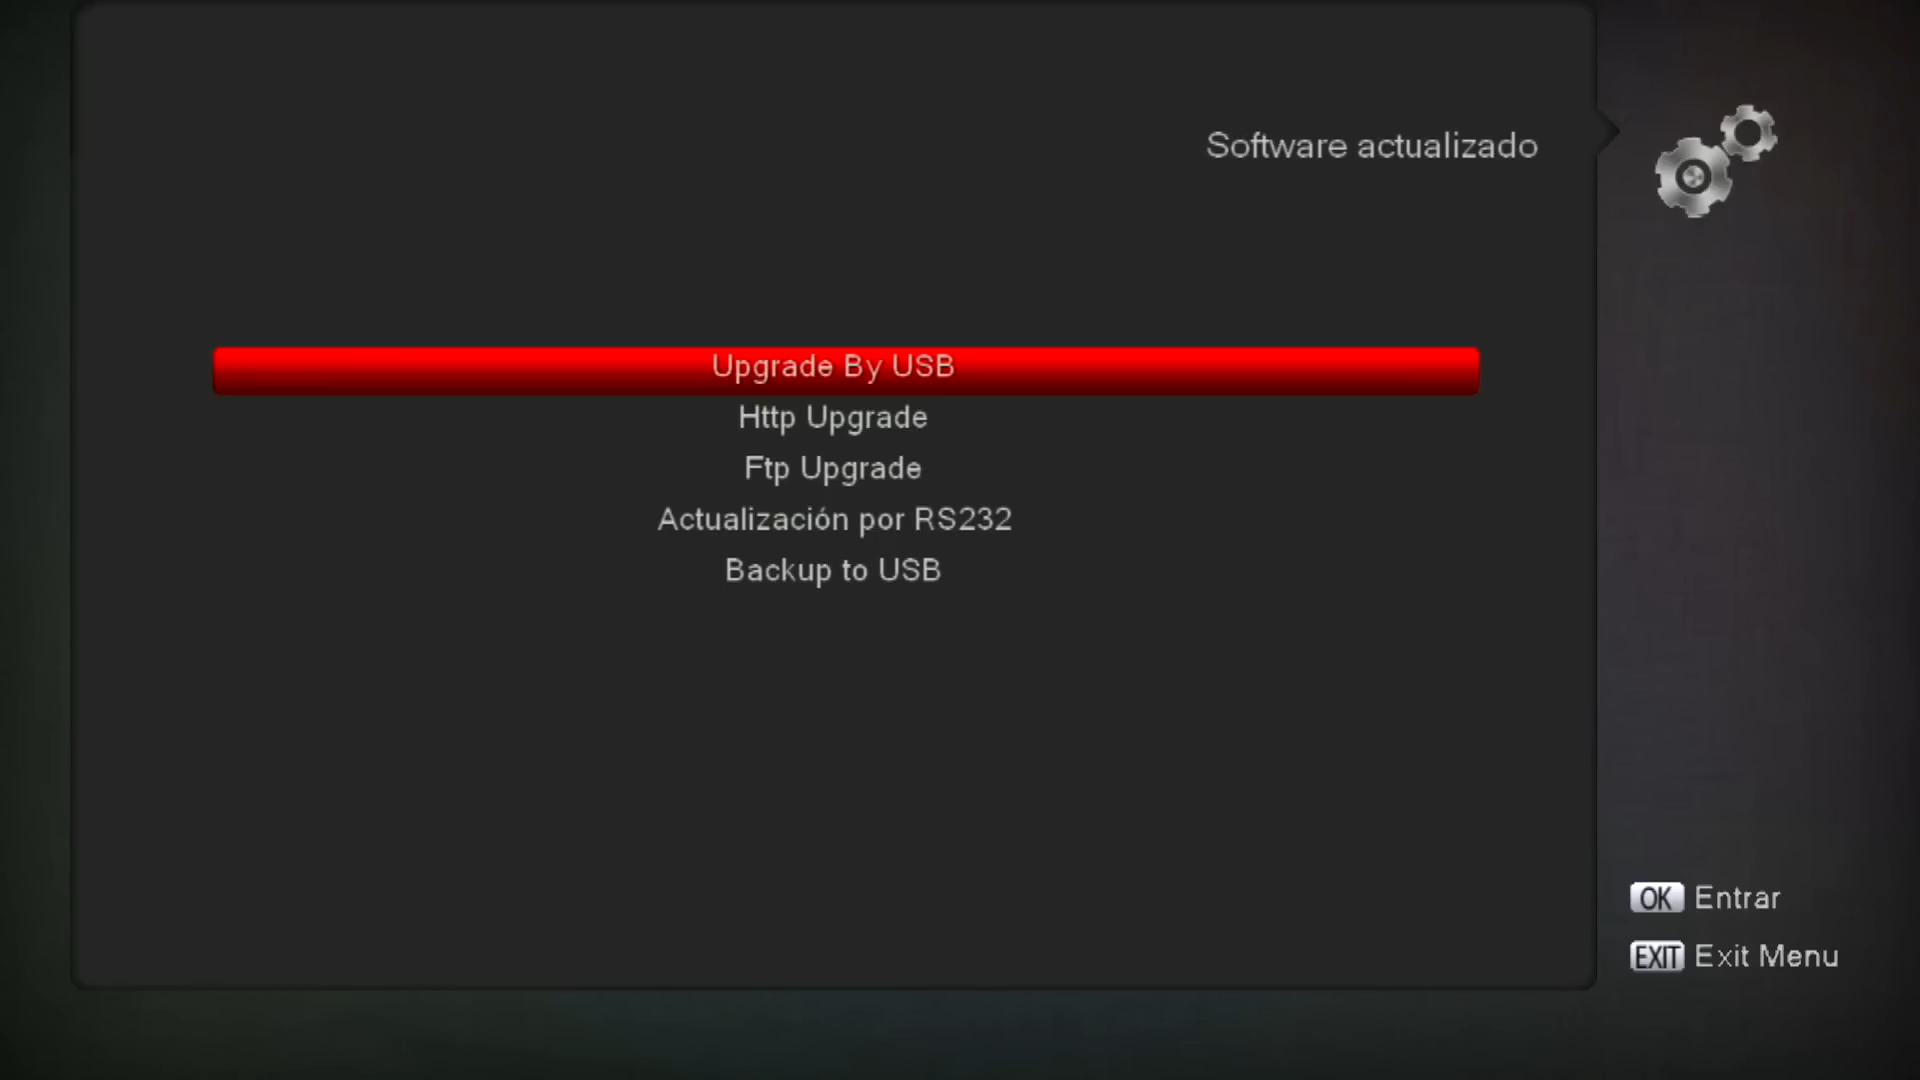 Software actualizado
Upgrade By USB
Http Upgrade
Ftp Upgrade
Actualización por RS232
Backup to USB
OK Entrar
EXIT Exit Menu